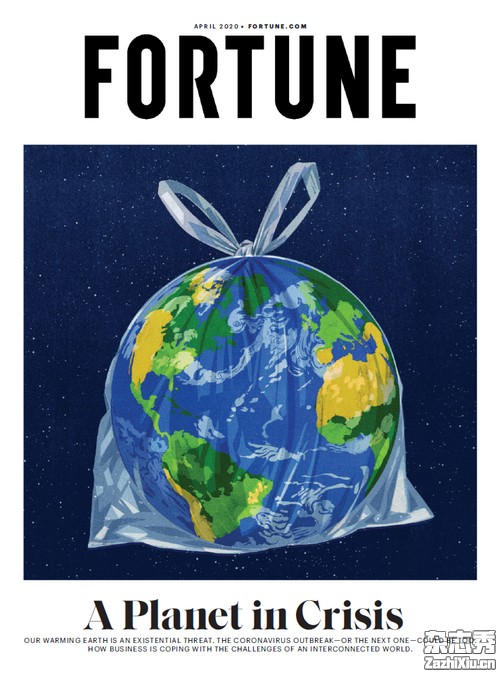 APRIL 2020 • FORTUNE.COM
FORTUNE
A Planet in Crisis
OUR WARMING EARTH IS AN EXISTENTIAL THREAT. THE CORONAVIRUS OUTBREAK—OR THE NEXT ONE—COULD BE TOO.
HOW BUSINESS IS COPING WITH THE CHALLENGES OF AN INTERCONNECTED WORLD.
杂志秀
ZazhiXiu.cn